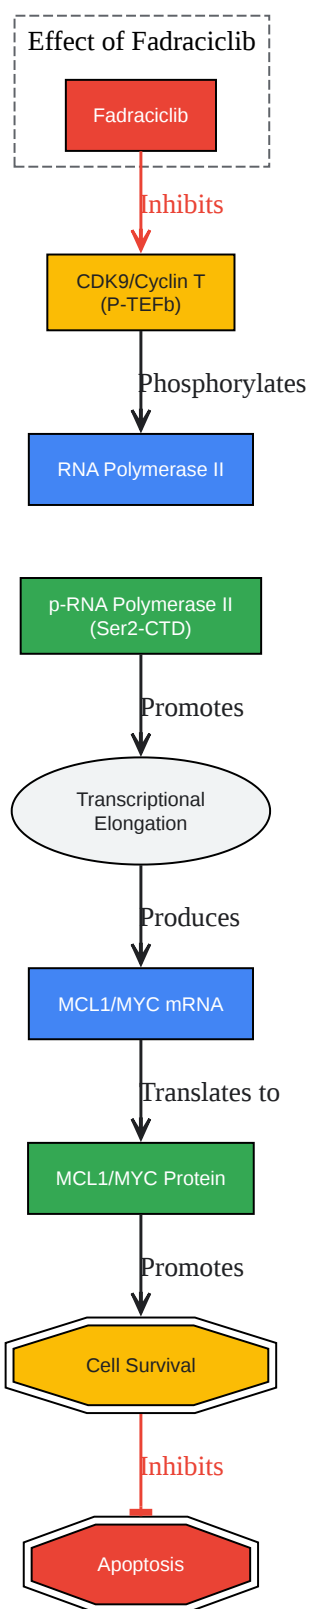 Effect of Fadraciclib
Fadraciclib
Inhibits
CDK9/Cyclin T
(P-TEFb)
Phosphorylates
RNA Polymerase II
p-RNA Polymerase II
(Ser2-CTD)
Promotes
Transcriptional
Elongation
Produces
MCL1/MYC mRNA
Translates to
MCL1/MYC Protein
Promotes
Cell Survival
Inhibits
Apoptosis